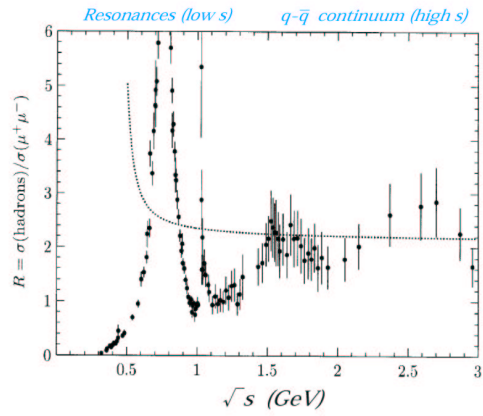 Resonances (low s) q-q̄ continuum (high s)
R = σ(hadrons)/σ(μ⁺μ⁻)
6
5
4
3
2
1
0
0.5 1 1.5 2 2.5 3
√s (GeV)